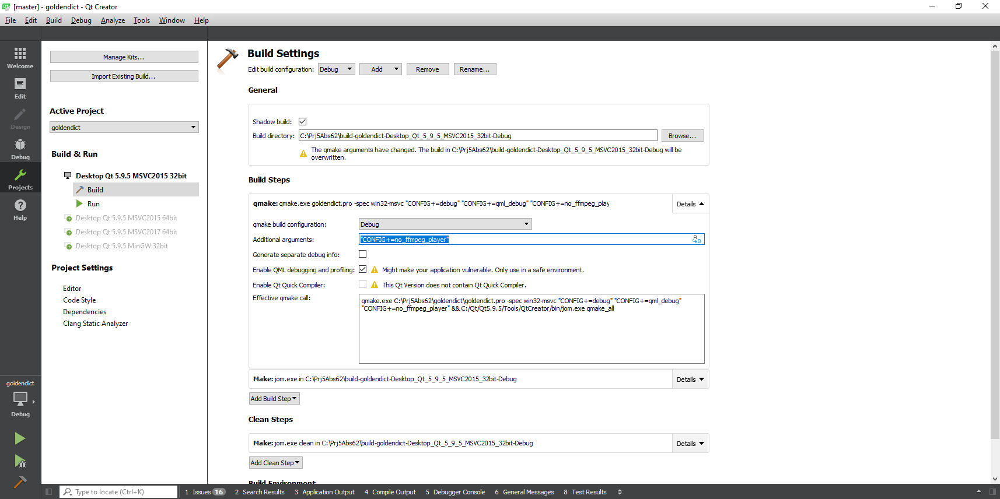 [master] - goldendict - Qt Creator
File Edit Build Debug Analyze Tools Window Help
Welcome
Edit
Design
Debug
Projects
Help
goldendict
Debug
Manage Kits...
Import Existing Build...
Active Project
goldendict
Build & Run
Desktop Qt 5.9.5 MSVC2015 32bit
Build
Run
Desktop Qt 5.9.5 MSVC2015 64bit
Desktop Qt 5.9.5 MSVC2017 64bit
Desktop Qt 5.9.5 MinGW 32bit
Project Settings
Editor
Code Style
Dependencies
Clang Static Analyzer
Build Settings
Edit build configuration: Debug Add Remove Rename...
General
Shadow build:
Build directory: C:\Prj5Abs62\build-goldendict-Desktop_Qt_5_9_5_MSVC2015_32bit-Debug Browse...
The qmake arguments have changed. The build in C:\Prj5Abs62\build-goldendict-Desktop_Qt_5_9_5_MSVC2015_32bit-Debug will be
overwritten.
Build Steps
qmake: qmake.exe goldendict.pro -spec win32-msvc "CONFIG+=debug" "CONFIG+=qml_debug" "CONFIG+=no_ffmpeg_play Details
qmake build configuration: Debug
Additional arguments: "CONFIG+=no_ffmpeg_player"
Generate separate debug info:
Enable QML debugging and profiling: Might make your application vulnerable. Only use in a safe environment.
Enable Qt Quick Compiler: This Qt Version does not contain Qt Quick Compiler.
Effective qmake call: qmake.exe C:\Prj5Abs62\goldendict\goldendict.pro -spec win32-msvc "CONFIG+=debug" "CONFIG+=qml_debug"
"CONFIG+=no_ffmpeg_player" && C:/Qt/Qt5.9.5/Tools/QtCreator/bin/jom.exe qmake_all
Make: jom.exe in C:\Prj5Abs62\build-goldendict-Desktop_Qt_5_9_5_MSVC2015_32bit-Debug Details
Add Build Step
Clean Steps
Make: jom.exe clean in C:\Prj5Abs62\build-goldendict-Desktop_Qt_5_9_5_MSVC2015_32bit-Debug Details
Add Clean Step
Build Environment
Type to locate (Ctrl+K) 1 Issues 16 2 Search Results 3 Application Output 4 Compile Output 5 Debugger Console 6 General Messages 8 Test Results